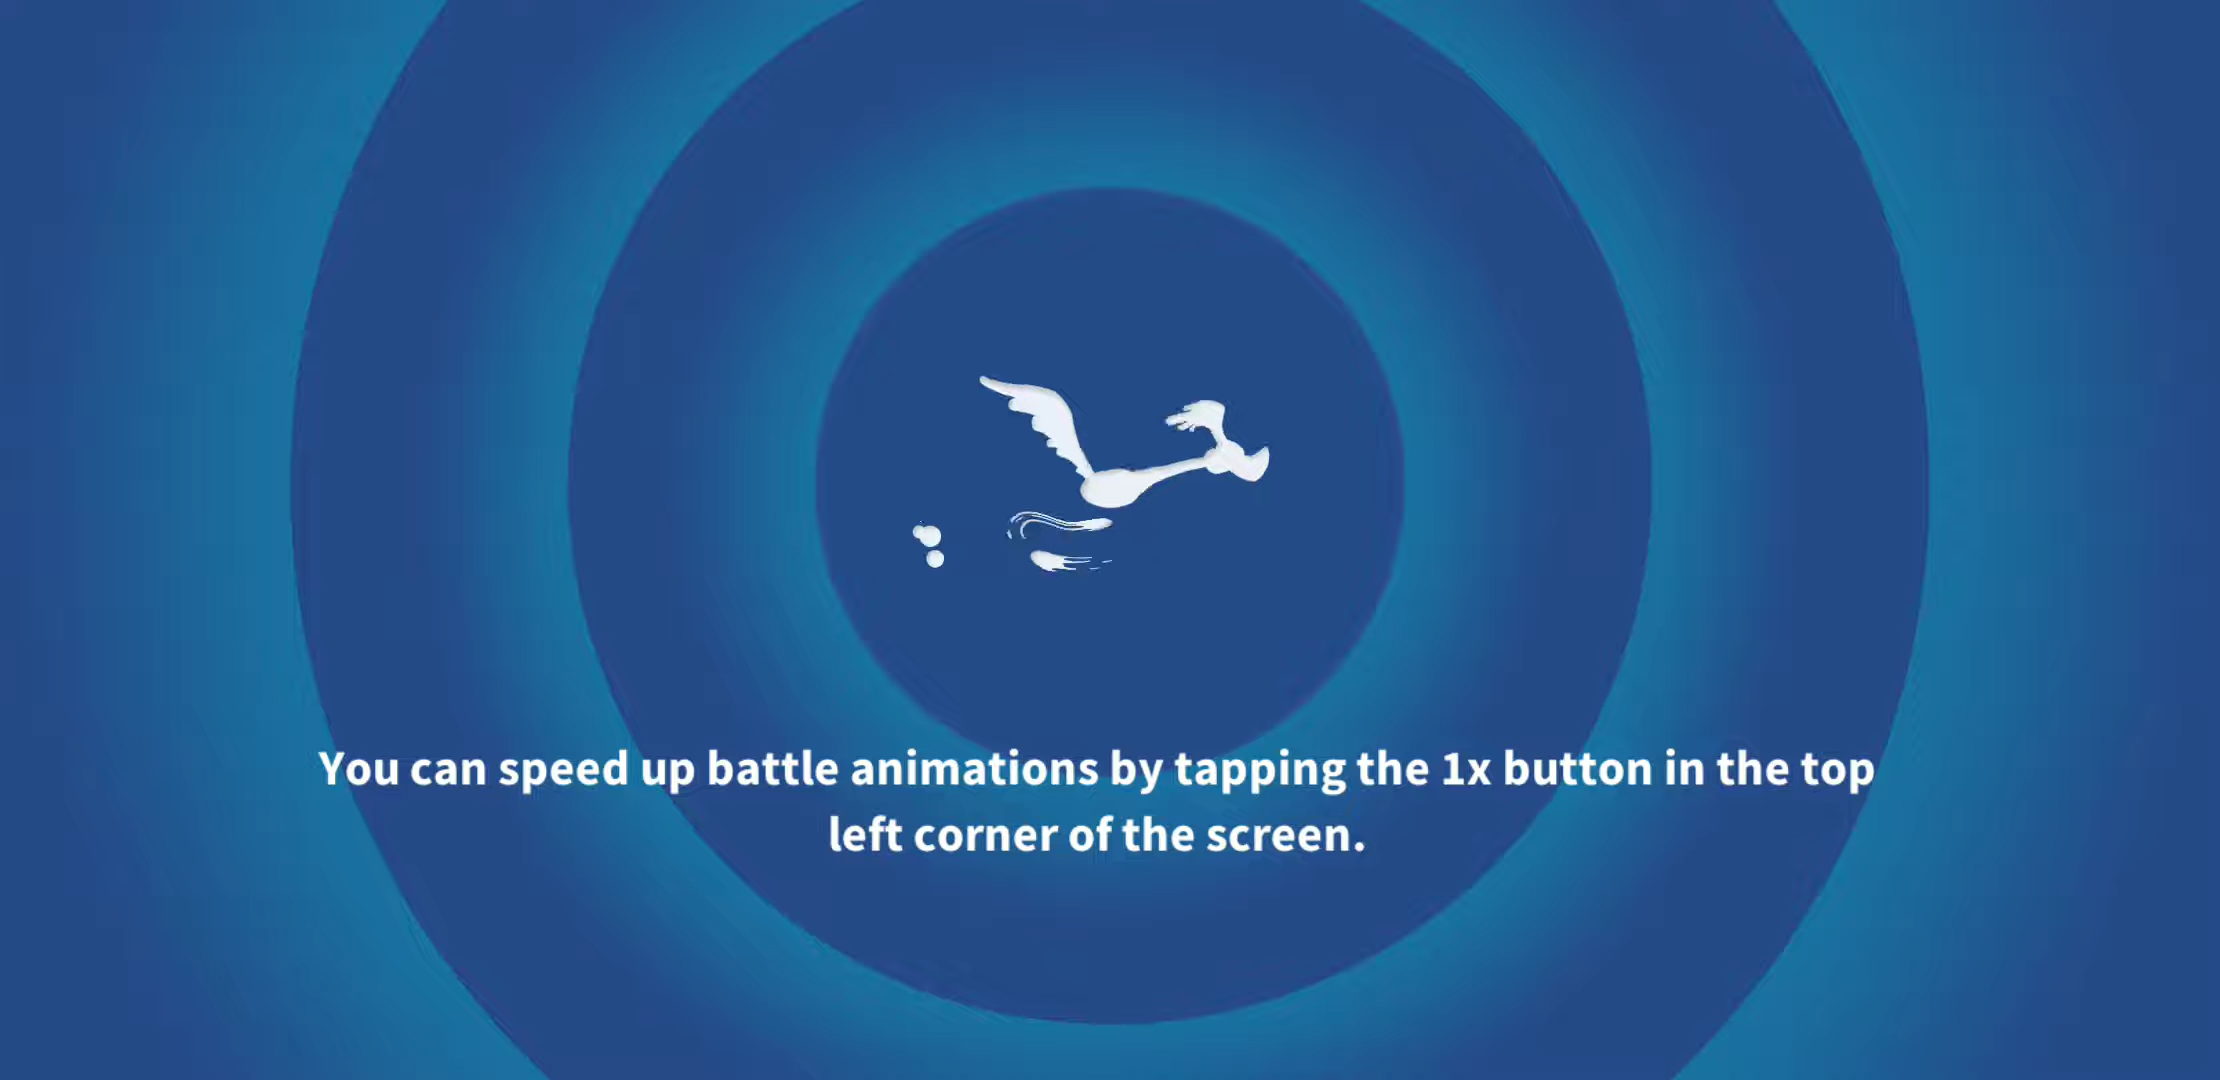 You can speed up battle animations by tapping the 1x button in the top
left corner of the screen.